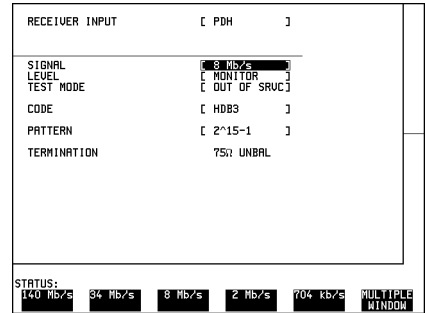 RECEIVER INPUT [ PDH ]
SIGNAL [ 8 Mb/s ]
LEVEL [ MONITOR ]
TEST MODE [ OUT OF SRVC]
CODE [ HDB3 ]
PATTERN [ 2^15-1 ]
TERMINATION 75Ω UNBAL
STATUS:
140 Mb/s 34 Mb/s 8 Mb/s 2 Mb/s 704 kb/s MULTIPLE
WINDOW